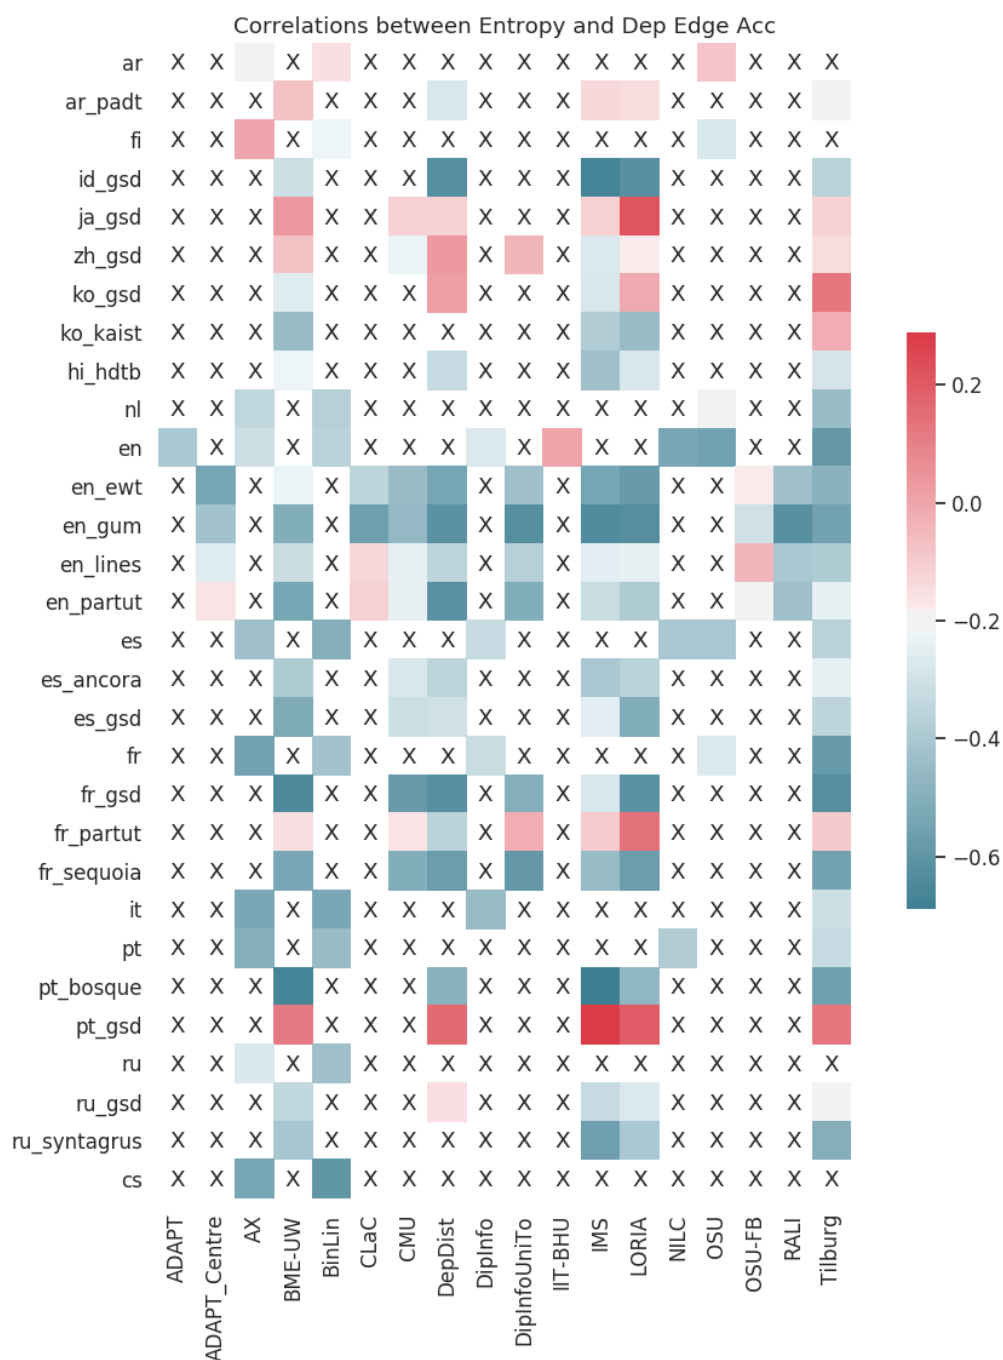 Correlations between Entropy and Dep Edge Acc
ar X X X X X X X X X X X X X X X
ar_padt X X X X X X X X X X X X X
fi X X X X X X X X X X X X X X X
id_gsd X X X X X X X X X X X X X
ja_gsd X X X X X X X X X X X X
zh_gsd X X X X X X X X X X X
ko_gsd X X X X X X X X X X X X X
ko_kaist X X X X X X X X X X X X X X
hi_hdtb X X X X X X X X X X X X X
nl X X X X X X X X X X X X X X
en X X X X X X X X X X
en_ewt X X X X X X X
en_gum X X X X X X X
en_lines X X X X X X X
en_partut X X X X X X X
es X X X X X X X X X X X X
es_ancora X X X X X X X X X X X X
es_gsd X X X X X X X X X X X X
fr X X X X X X X X X X X X X
fr_gsd X X X X X X X X X X X
fr_partut X X X X X X X X X X X
fr_sequoia X X X X X X X X X X X
it X X X X X X X X X X X X X X
pt X X X X X X X X X X X X X X
pt_bosque X X X X X X X X X X X X X
pt_gsd X X X X X X X X X X X X X
ru X X X X X X X X X X X X X X X X
ru_gsd X X X X X X X X X X X X X
ru_syntagrus X X X X X X X X X X X X X
cs X X X X X X X X X X X X X X X X
ADAPT
ADAPT_Centre
AX
BME-UW
BinLin
CLaC
CMU
DepDist
DipInfo
DipInfoUniTo
IIT-BHU
IMS
LORIA
NILC
OSU
OSU-FB
RALI
Tilburg
0.2
0.0
−0.2
−0.4
−0.6